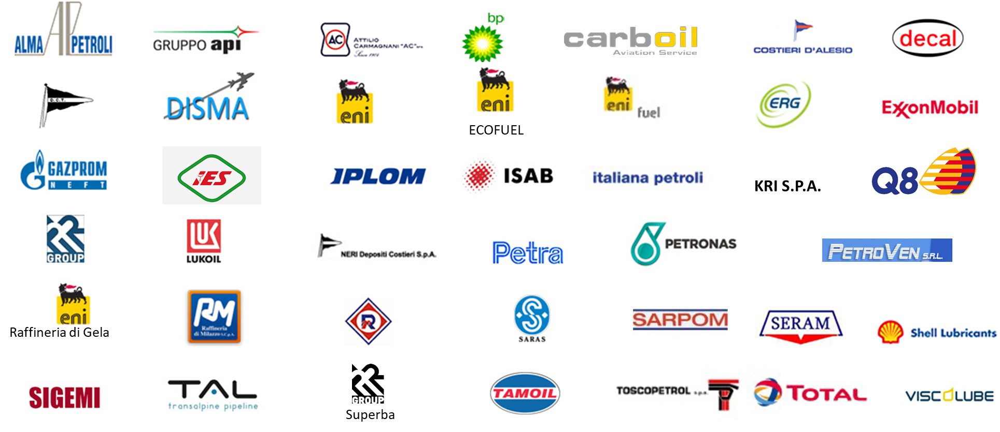 ALMA PETROLI
GRUPPO api
AC ATTILIO
CARMAGNANI "AC" spa
Since 1904
bp
carboil
Aviation Service
COSTIERI D'ALESIO
decal
D.C.T.
DISMA
eni
eni
ECOFUEL
eni fuel
ERG
ExxonMobil
GAZPROM
NEFT
IES
IPLOM
ISAB
italiana petroli
KRI S.P.A.
Q8
GROUP
LUK
LUKOIL
NERI Depositi Costieri S.p.A.
Petra
PETRONAS
PETROVEN S.R.L.
eni
Raffineria di Gela
RM
Raffineria
di Milazzo S.C.p.A.
R
SARAS
SARPOM
SERAM
Shell Lubricants
SIGEMI
TAL
transalpine pipeline
GROUP
Superba
TAMOIL
TOSCOPETROL s.p.a.
TOTAL
VISCOLUBE